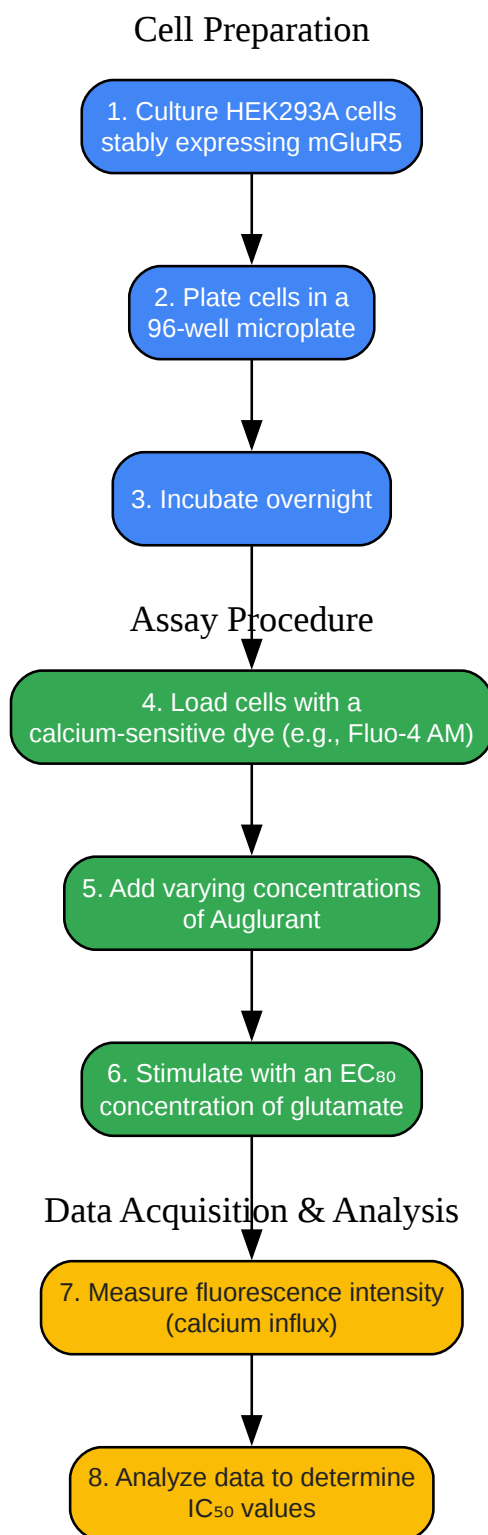 Cell Preparation
1. Culture HEK293A cells
stably expressing mGluR5
2. Plate cells in a
96-well microplate
3. Incubate overnight
Assay Procedure
4. Load cells with a
calcium-sensitive dye (e.g., Fluo-4 AM)
5. Add varying concentrations
of Auglurant
6. Stimulate with an EC₈₀
concentration of glutamate
Data Acquisition & Analysis
7. Measure fluorescence intensity
(calcium influx)
8. Analyze data to determine
IC₅₀ values